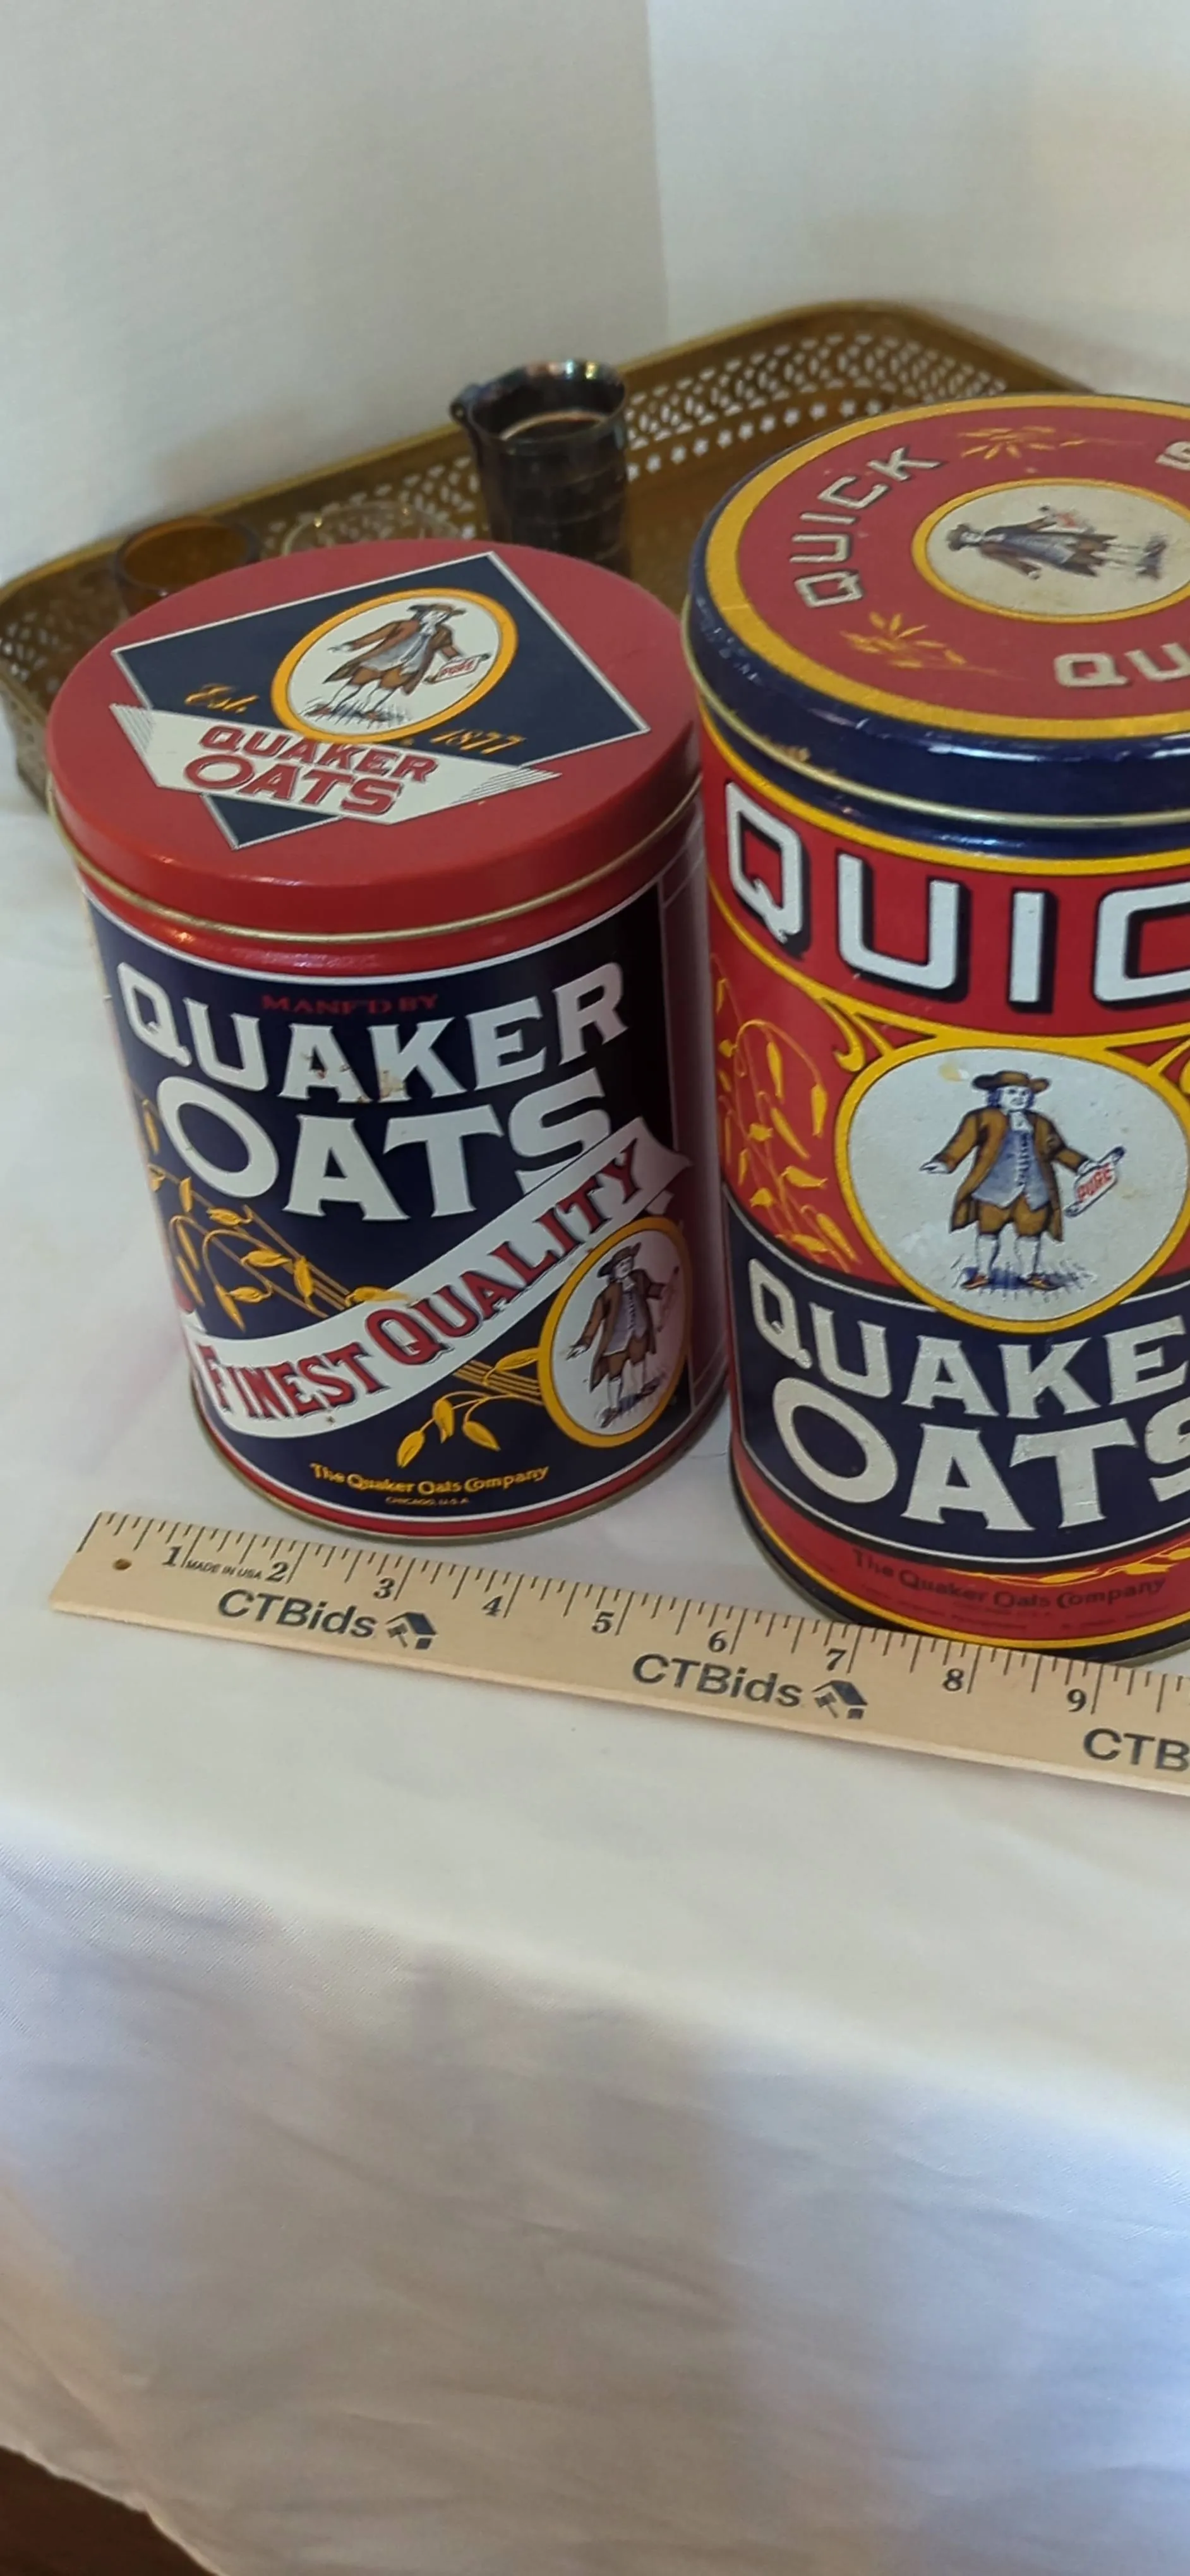 Est. 1877
QUAKER
OATS
MANF'D BY
QUAKER
OATS
FINEST QUALITY
The Quaker Oats Company
CHICAGO, U.S.A.
QUICK
QU
PURE
QUIC
PURE
QUAKE
OATS
The Quaker Oats Company
1 2 3 4 5 6 7 8 9
MADE IN USA
CTBids
CTBids
CTB